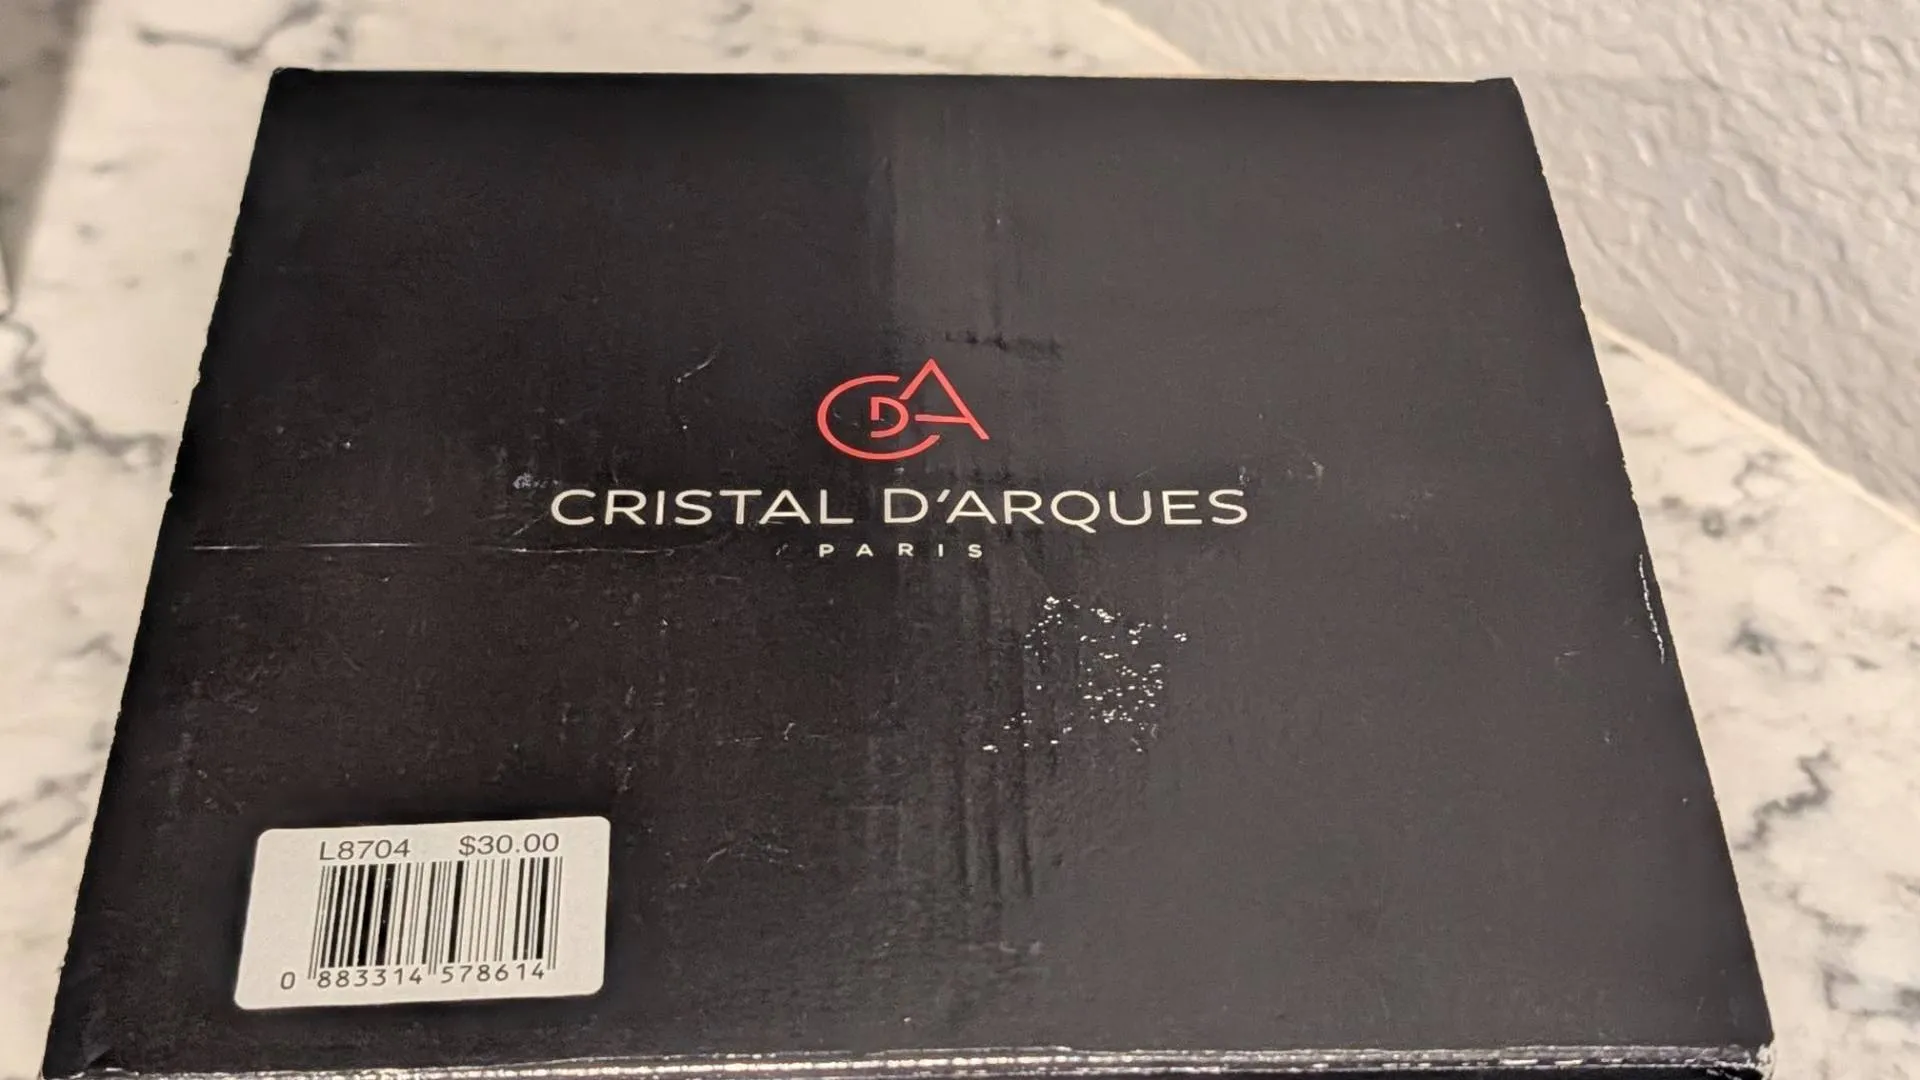 CDA
CRISTAL D'ARQUES
PARIS
L8704 $30.00
0 883314 578614